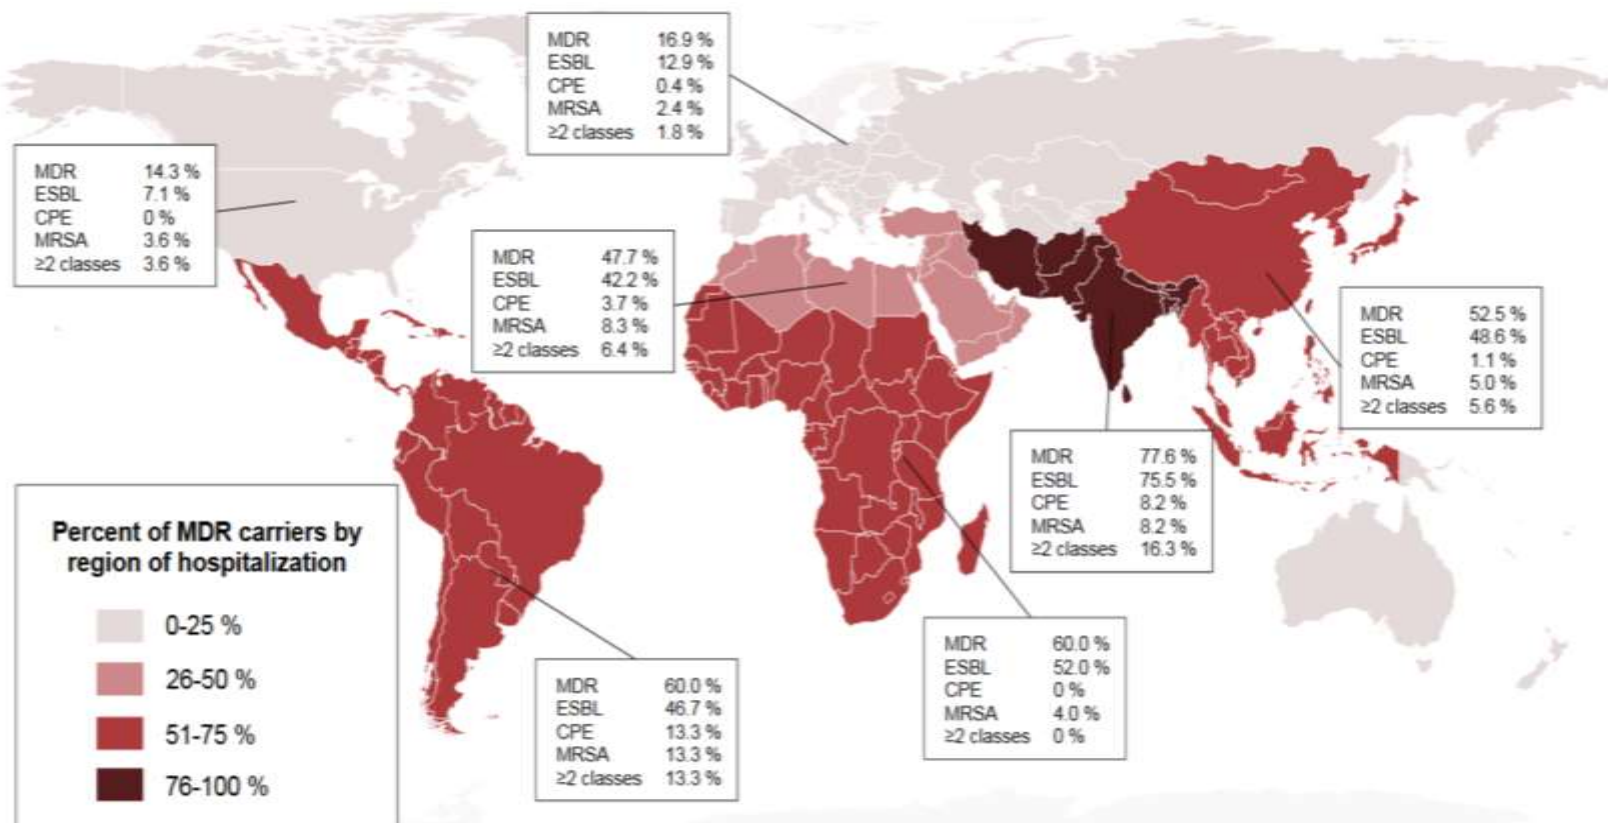 MDR 16.9 %
ESBL 12.9 %
CPE 0.4 %
MRSA 2.4 %
≥2 classes 1.8 %
MDR 14.3 %
ESBL 7.1 %
CPE 0 %
MRSA 3.6 %
≥2 classes 3.6 %
MDR 47.7 %
ESBL 42.2 %
CPE 3.7 %
MRSA 8.3 %
≥2 classes 6.4 %
MDR 52.5 %
ESBL 48.6 %
CPE 1.1 %
MRSA 5.0 %
≥2 classes 5.6 %
MDR 77.6 %
ESBL 75.5 %
CPE 8.2 %
MRSA 8.2 %
≥2 classes 16.3 %
MDR 60.0 %
ESBL 52.0 %
CPE 0 %
MRSA 4.0 %
≥2 classes 0 %
MDR 60.0 %
ESBL 46.7 %
CPE 13.3 %
MRSA 13.3 %
≥2 classes 13.3 %
Percent of MDR carriers by
region of hospitalization
0-25 %
26-50 %
51-75 %
76-100 %